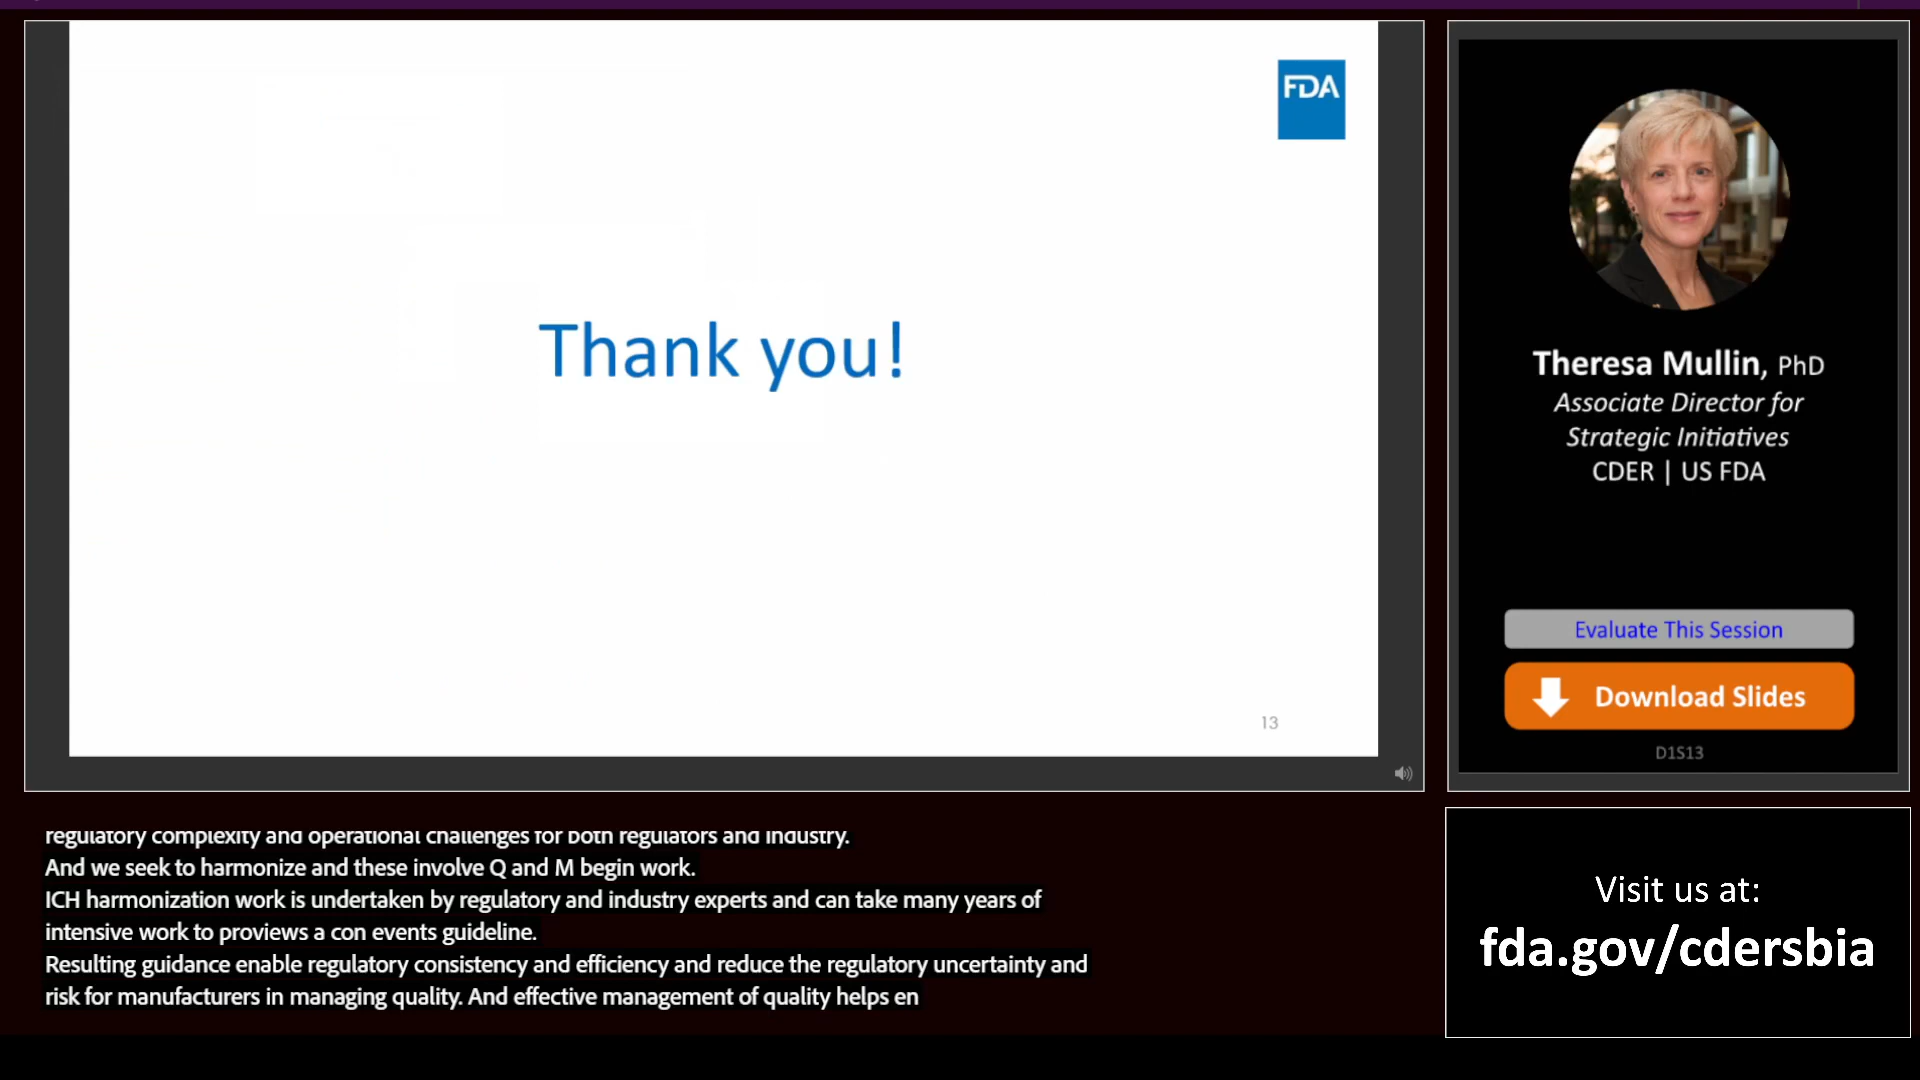 FDA
Thank you!
13
Theresa Mullin, PhD
Associate Director for
Strategic Initiatives
CDER | US FDA
Evaluate This Session
Download Slides
D1S13
regulatory complexity and operational challenges for both regulators and industry.
And we seek to harmonize and these involve Q and M begin work.
ICH harmonization work is undertaken by regulatory and industry experts and can take many years of
intensive work to proviews a con events guideline.
Resulting guidance enable regulatory consistency and efficiency and reduce the regulatory uncertainty and
risk for manufacturers in managing quality. And effective management of quality helps en
Visit us at:
fda.gov/cdersbia